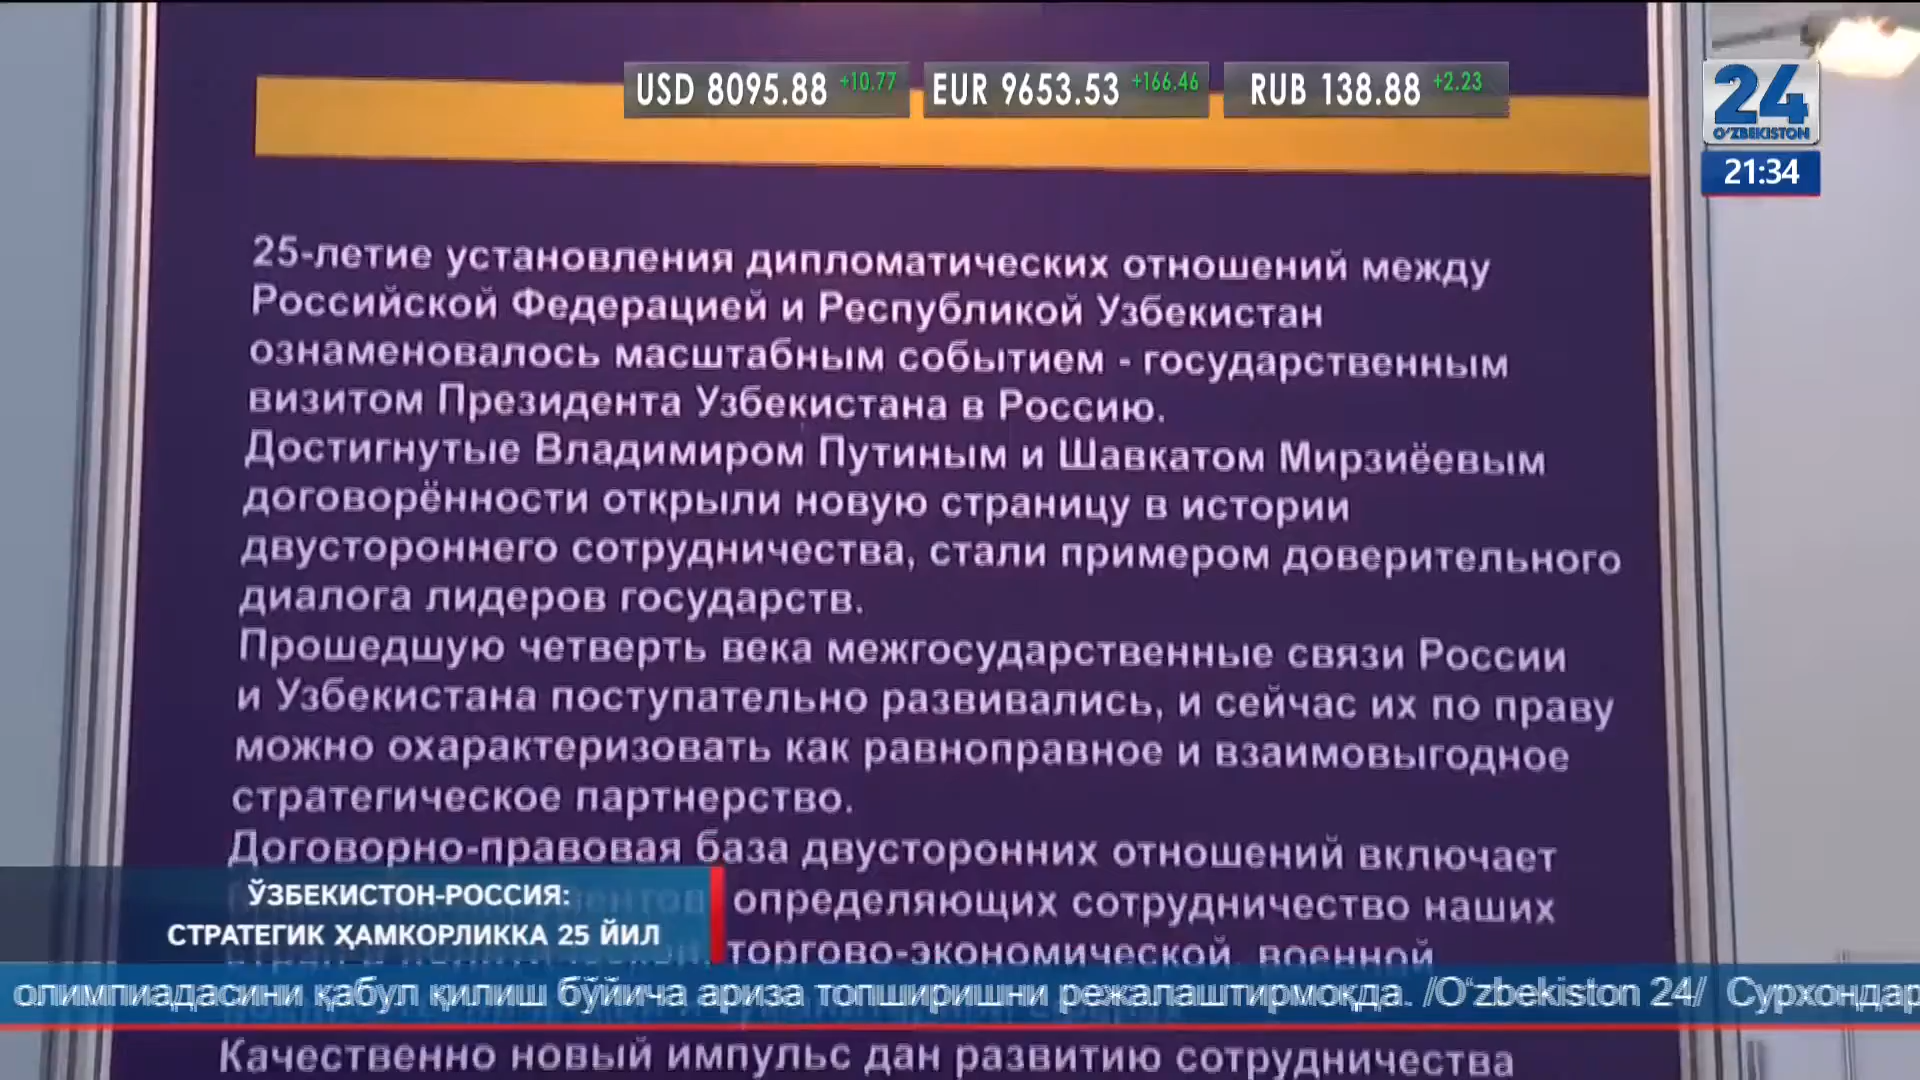 USD 8095.88 +10.77 EUR 9653.53 +166.46 RUB 138.88 +2.23
24
O‘ZBEKISTON
21:34
25-летие установления дипломатических отношений между
Российской Федерацией и Республикой Узбекистан
ознаменовалось масштабным событием - государственным
визитом Президента Узбекистана в Россию.
Достигнутые Владимиром Путиным и Шавкатом Мирзиёевым
договорённости открыли новую страницу в истории
двустороннего сотрудничества, стали примером доверительного
диалога лидеров государств.
Прошедшую четверть века межгосударственные связи России
и Узбекистана поступательно развивались, и сейчас их по праву
можно охарактеризовать как равноправное и взаимовыгодное
стратегическое партнерство.
Договорно-правовая база двусторонних отношений включает
определяющих сотрудничество наших
торгово-экономической, военной
Качественно новый импульс дан развитию сотрудничества
ЎЗБЕКИСТОН-РОССИЯ:
СТРАТЕГИК ҲАМКОРЛИККА 25 ЙИЛ
олимпиадасини қабул қилиш бўйича ариза топширишни режалаштирмоқда. /O‘zbekiston 24/ Сурхондар